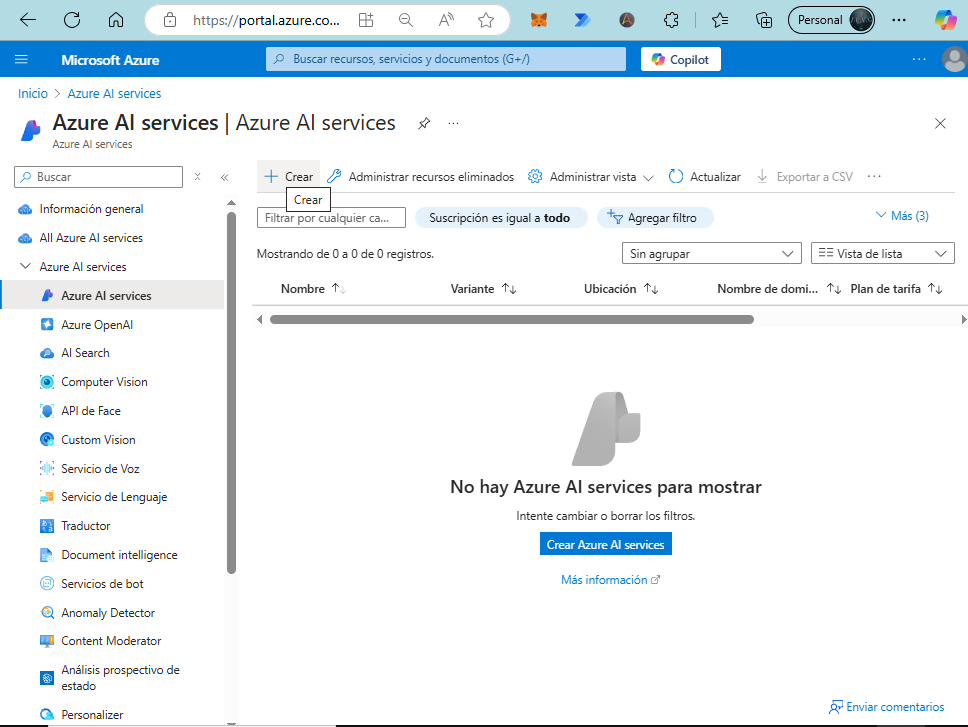 https://portal.azure.co...
Personal
Microsoft Azure
Buscar recursos, servicios y documentos (G+/)
Copilot
Inicio > Azure AI services
Azure AI services | Azure AI services
Azure AI services
Buscar
Crear
Administrar recursos eliminados
Administrar vista
Actualizar
Exportar a CSV
Crear
Filtrar por cualquier ca...
Suscripción es igual a todo
Agregar filtro
Más (3)
Mostrando de 0 a 0 de 0 registros.
Sin agrupar
Vista de lista
Nombre
Variante
Ubicación
Nombre de domi...
Plan de tarifa
Información general
All Azure AI services
Azure AI services
Azure AI services
Azure OpenAI
AI Search
Computer Vision
API de Face
Custom Vision
Servicio de Voz
Servicio de Lenguaje
Traductor
Document intelligence
Servicios de bot
Anomaly Detector
Content Moderator
Análisis prospectivo de
estado
Personalizer
No hay Azure AI services para mostrar
Intente cambiar o borrar los filtros.
Crear Azure AI services
Más información
Enviar comentarios